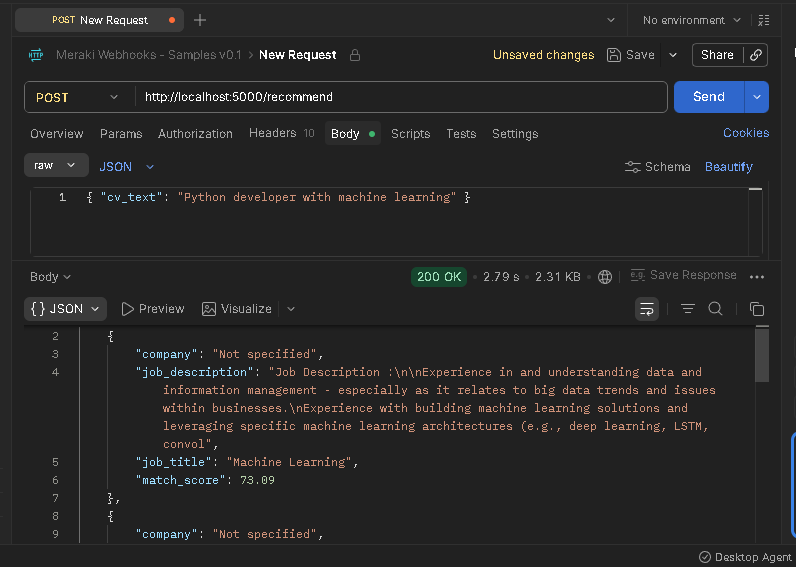 POST New Request
No environment
HTTP Meraki Webhooks - Samples v0.1 > New Request Unsaved changes Save Share
POST http://localhost:5000/recommend Send
Overview Params Authorization Headers 10 Body Scripts Tests Settings Cookies
raw JSON Schema Beautify
1 { "cv_text": "Python developer with machine learning" }
Body 200 OK • 2.79 s • 2.31 KB • e.g. Save Response
{} JSON Preview Visualize
2 {
3 "company": "Not specified",
4 "job_description": "Job Description :\n\nExperience in and understanding data and
information management - especially as it relates to big data trends and issues
within businesses.\nExperience with building machine learning solutions and
leveraging specific machine learning architectures (e.g., deep learning, LSTM,
convol",
5 "job_title": "Machine Learning",
6 "match_score": 73.09
7 },
8 {
9 "company": "Not specified",
Desktop Agent